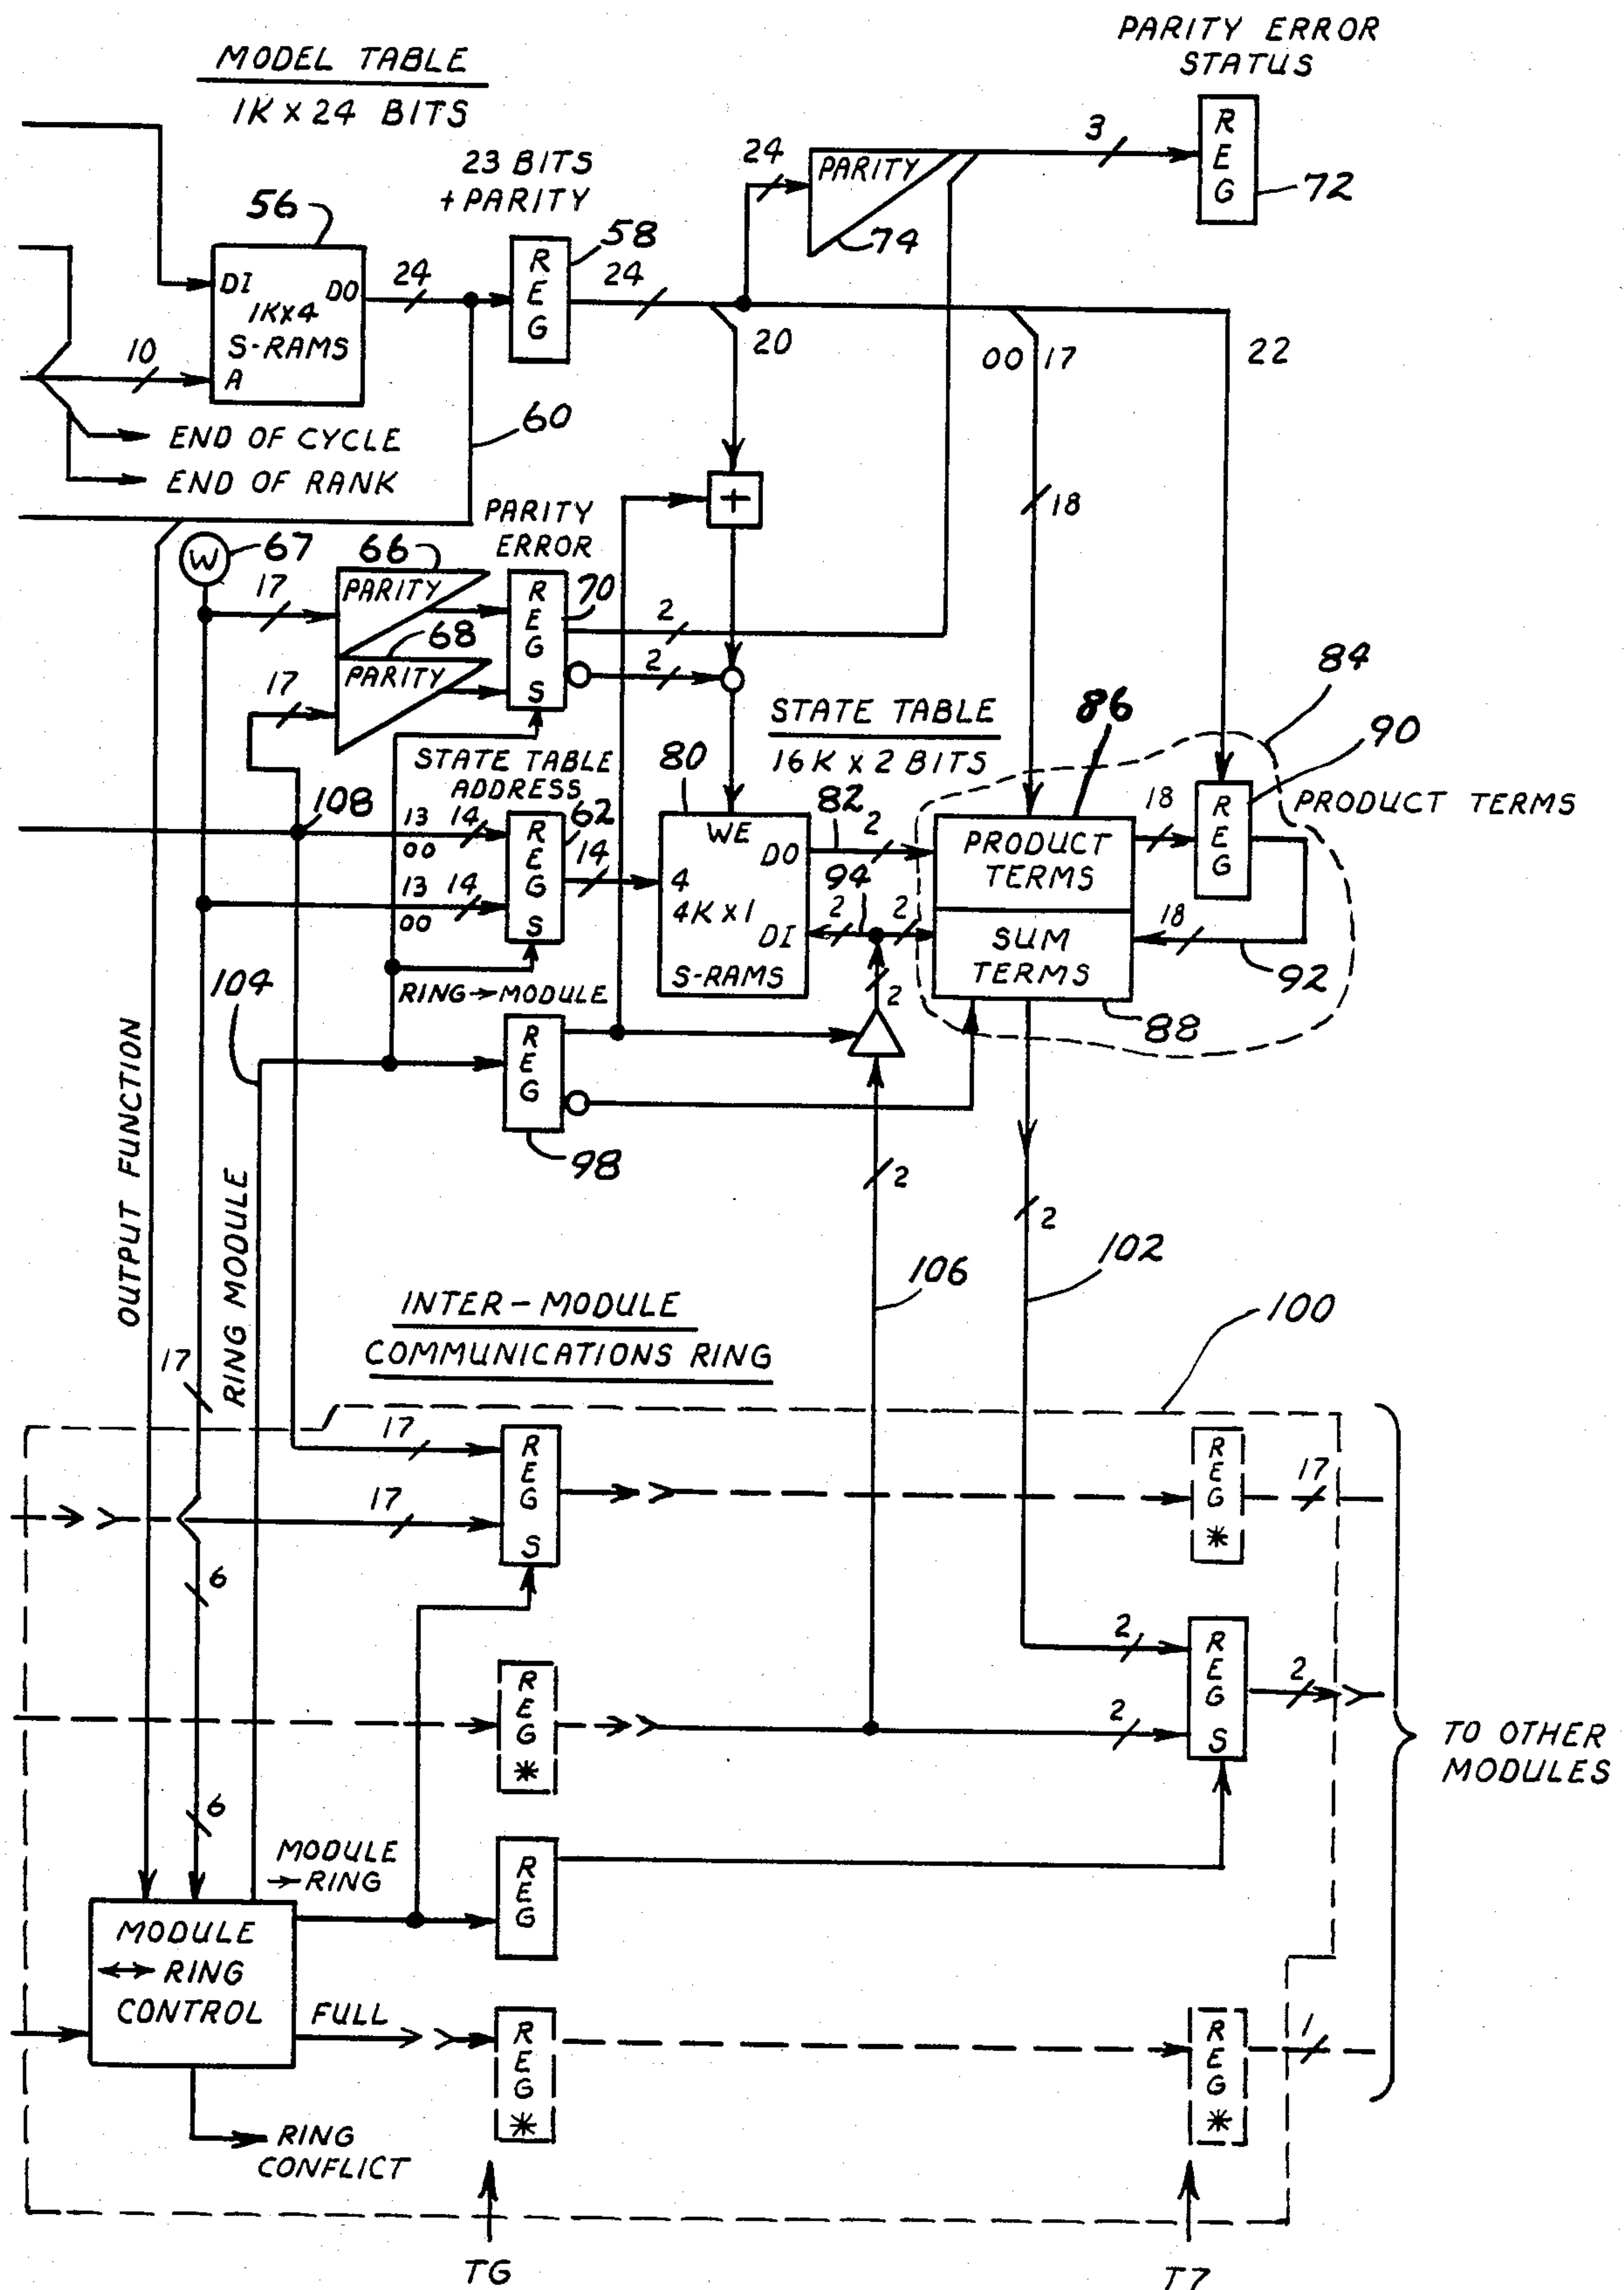 PARITY ERROR
STATUS
MODEL TABLE
1K x 24 BITS
23 BITS
+ PARITY
24
PARITY
74
3
REG
72
56
DI
DO
1KX4
S-RAMS
A
24
REG
58
24
20
00
17
22
10
END OF CYCLE
END OF RANK
60
18
+
PARITY
ERROR
W
67
17
66
PARITY
68
PARITY
17
REG
S
70
2
2
STATE TABLE
16K x 2 BITS
86
84
90
STATE TABLE
ADDRESS
108
13
00
14
13
00
14
REG
S
62
14
80
WE
DO
4
4K X 1
DI
S-RAMS
82
2
94
2
2
2
PRODUCT
TERMS
SUM
TERMS
18
REG
PRODUCT TERMS
18
92
88
104
RING → MODULE
REG
98
OUTPUT FUNCTION
RING MODULE
2
2
106
102
INTER-MODULE
COMMUNICATIONS RING
100
17
17
17
REG
S
REG
*
17
6
REG
*
2
2
REG
S
2
TO OTHER
MODULES
6
MODULE
→ RING
REG
MODULE
↔ RING
CONTROL
FULL
REG
*
REG
*
1
RING
CONFLICT
T6
T7